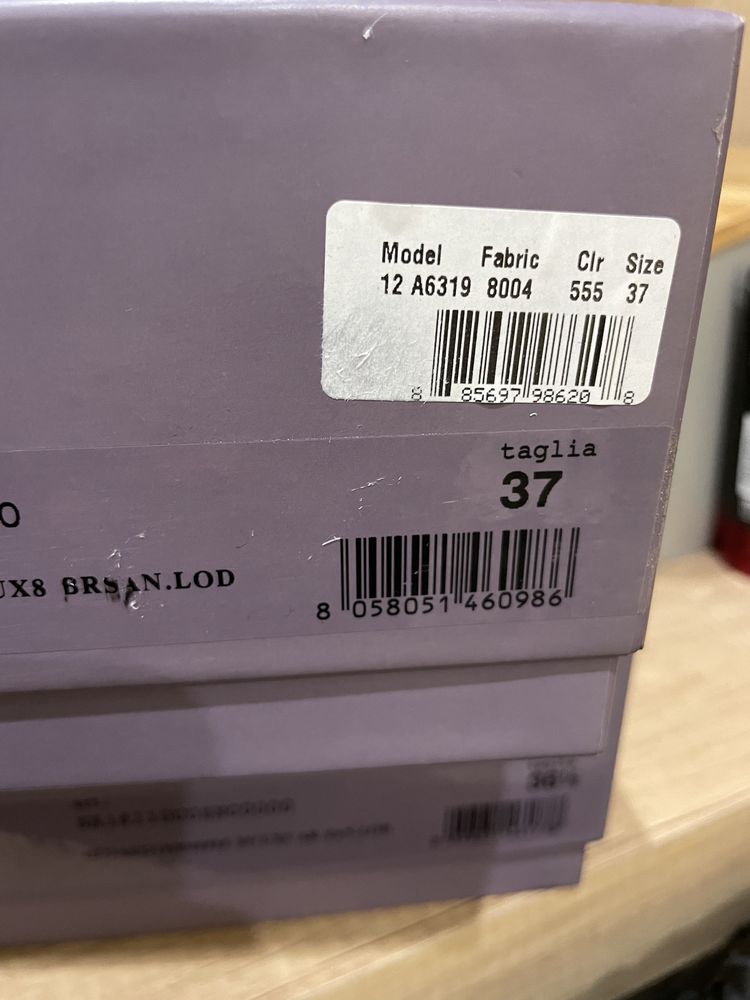 Model Fabric Clr Size
12 A6319 8004 555 37
8 85697 98620 8
taglia
37
0
UX8 BRSAN.LOD
8 058051 460986